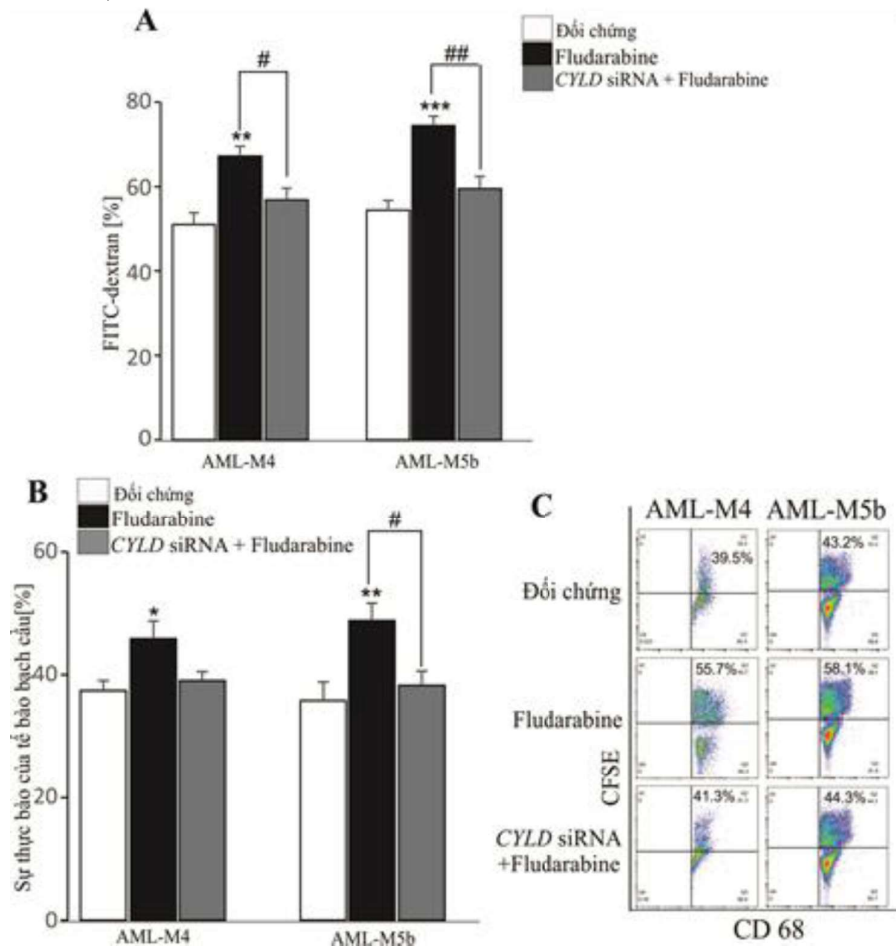 A
Đối chứng
Fludarabine
CYLD siRNA + Fludarabine
# ##
** ***
80
60
40
20
0
FITC-dextran [%]
AML-M4 AML-M5b
B
Đối chứng
Fludarabine
CYLD siRNA + Fludarabine
#
* **
60
40
20
0
Sự thực bào của tế bào bạch cầu[%]
AML-M4 AML-M5b
C
AML-M4 AML-M5b
Đối chứng
39.5% 43.2%
Fludarabine
55.7% 58.1%
CYLD siRNA
+Fludarabine
41.3% 44.3%
CFSE
CD 68